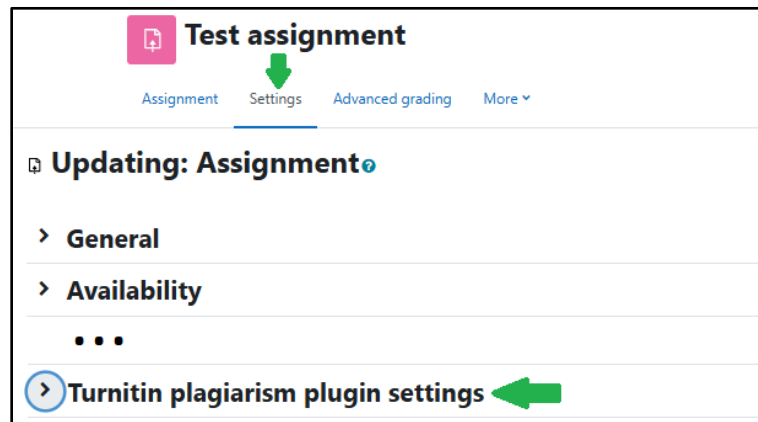 Test assignment
Assignment Settings Advanced grading More
Updating: Assignment
General
Availability
...
Turnitin plagiarism plugin settings